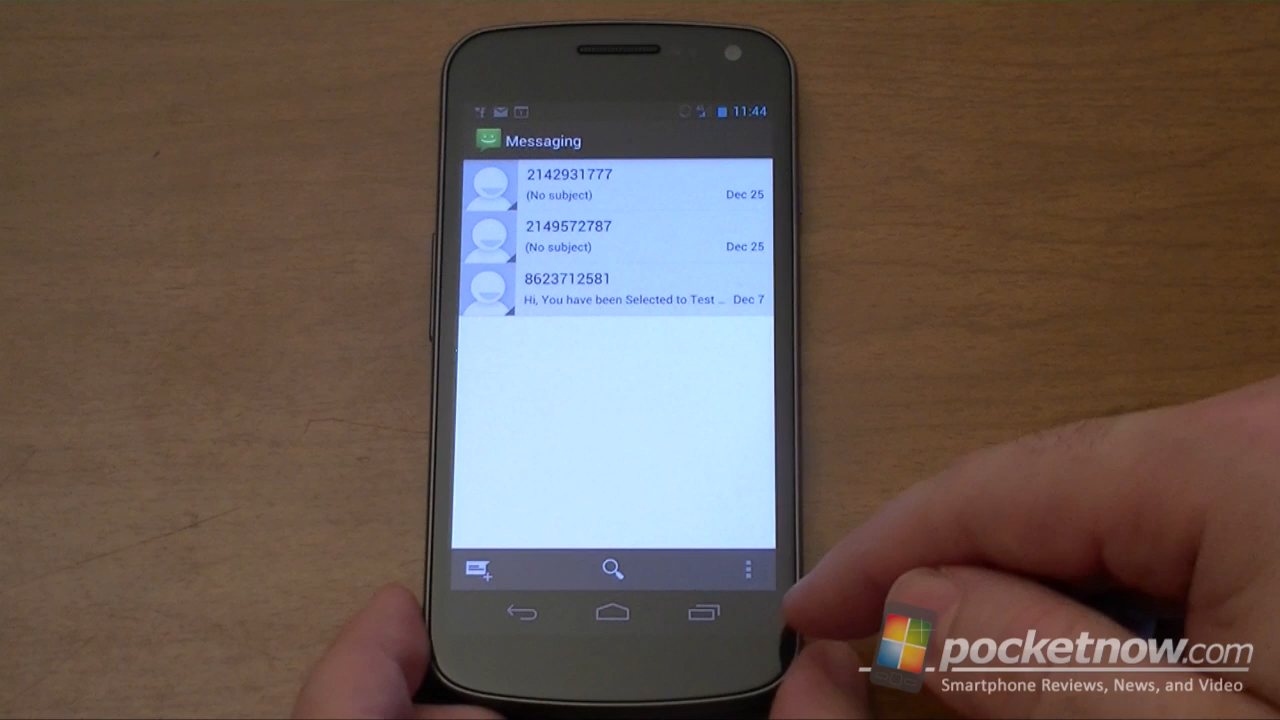 11:44
Messaging
2142931777
(No subject) Dec 25
2149572787
(No subject) Dec 25
8623712581
Hi, You have been Selected to Test ... Dec 7
pocketnow.com
Smartphone Reviews, News, and Video